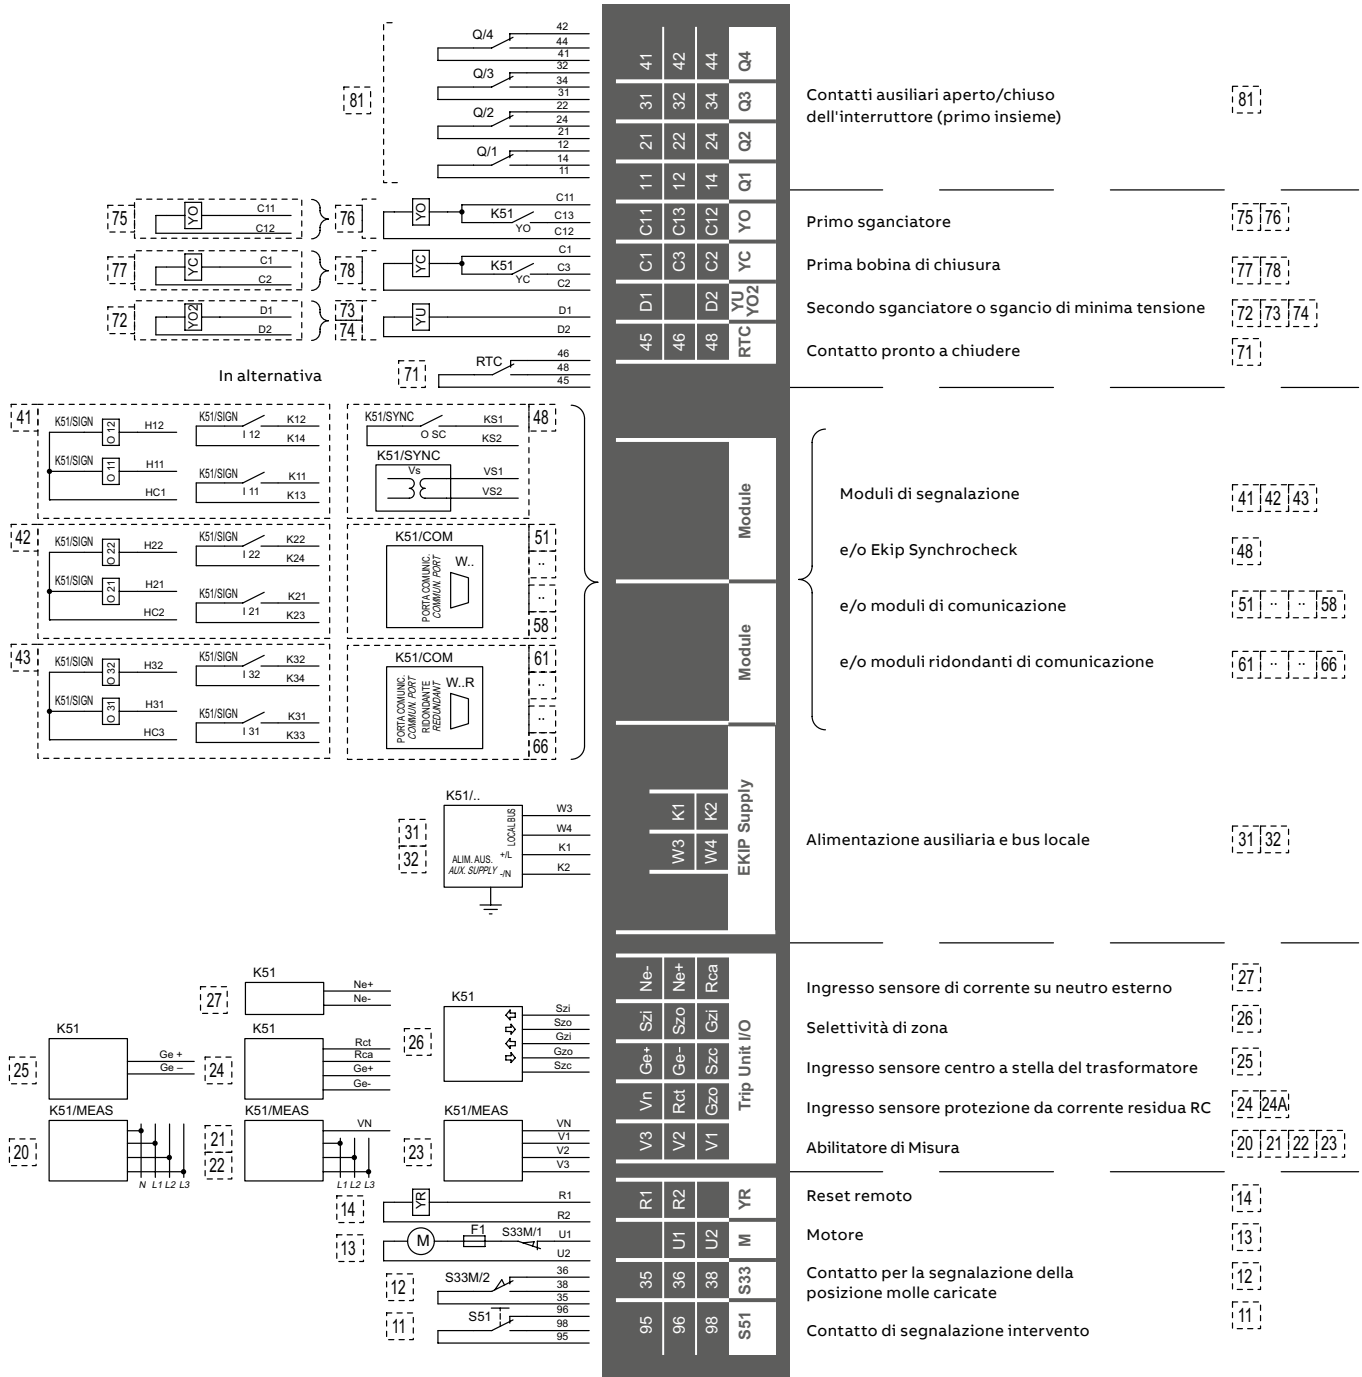 Q/4
42
44
41
Q/3
32
34
31
Q/2
22
24
21
Q/1
12
14
11
81
75
YO
C11
C12
76
YO
K51
YO
C11
C13
C12
77
YC
C1
C2
78
YC
K51
YC
C1
C3
C2
72
YO2
D1
D2
73
74
YU
D1
D2
In alternativa
71
RTC
46
48
45
41
K51/SIGN
O 12
H12
K51/SIGN
I 12
K12
K14
K51/SIGN
O 11
H11
HC1
K51/SIGN
I 11
K11
K13
48
K51/SYNC
O SC
KS1
KS2
K51/SYNC
Vs
VS1
VS2
42
K51/SIGN
O 22
H22
K51/SIGN
I 22
K22
K24
K51/SIGN
O 21
H21
HC2
K51/SIGN
I 21
K21
K23
K51/COM
PORTA COMUNIC.
COMMUN. PORT
W..
51
..
..
58
43
K51/SIGN
O 32
H32
K51/SIGN
I 32
K32
K34
K51/SIGN
O 31
H31
HC3
K51/SIGN
I 31
K31
K33
K51/COM
PORTA COMUNIC.
COMMUN. PORT
RIDONDANTE
REDUNDANT
W..R
61
..
..
66
31
32
K51/..
LOCAL BUS
ALIM. AUS.
AUX. SUPPLY
+/L
-/N
W3
W4
K1
K2
27
K51
Ne+
Ne-
25
K51
Ge +
Ge –
24
K51
Rct
Rca
Ge+
Ge-
26
K51
Szi
Szo
Gzi
Gzo
Szc
20
K51/MEAS
N L1 L2 L3
21
22
K51/MEAS
VN
L1 L2 L3
23
K51/MEAS
VN
V1
V2
V3
14
YR
R1
R2
13
M
F1
S33M/1
U1
U2
12
S33M/2
36
38
35
11
S51
96
98
95
41 42 44 Q4
31 32 34 Q3
21 22 24 Q2
11 12 14 Q1
C11 C13 C12 YO
C1 C3 C2 YC
D1 D2 YU YO2
45 46 48 RTC
Module
Module
EKIP Supply
K1 K2
W3 W4
Trip Unit I/O
Ne- Ne+ Rca
Szi Szo Gzi
Ge+ Ge– Szc
Vn Rct Gzo
V3 V2 V1
R1 R2 YR
U1 U2 M
35 36 38 S33
95 96 98 S51
Contatti ausiliari aperto/chiuso
dell'interruttore (primo insieme)
81
Primo sganciatore
75 76
Prima bobina di chiusura
77 78
Secondo sganciatore o sgancio di minima tensione
72 73 74
Contatto pronto a chiudere
71
Moduli di segnalazione
41 42 43
e/o Ekip Synchrocheck
48
e/o moduli di comunicazione
51 .. .. 58
e/o moduli ridondanti di comunicazione
61 .. .. 66
Alimentazione ausiliaria e bus locale
31 32
Ingresso sensore di corrente su neutro esterno
27
Selettività di zona
26
Ingresso sensore centro a stella del trasformatore
25
Ingresso sensore protezione da corrente residua RC
24 24A
Abilitatore di Misura
20 21 22 23
Reset remoto
14
Motore
13
Contatto per la segnalazione della
posizione molle caricate
12
Contatto di segnalazione intervento
11